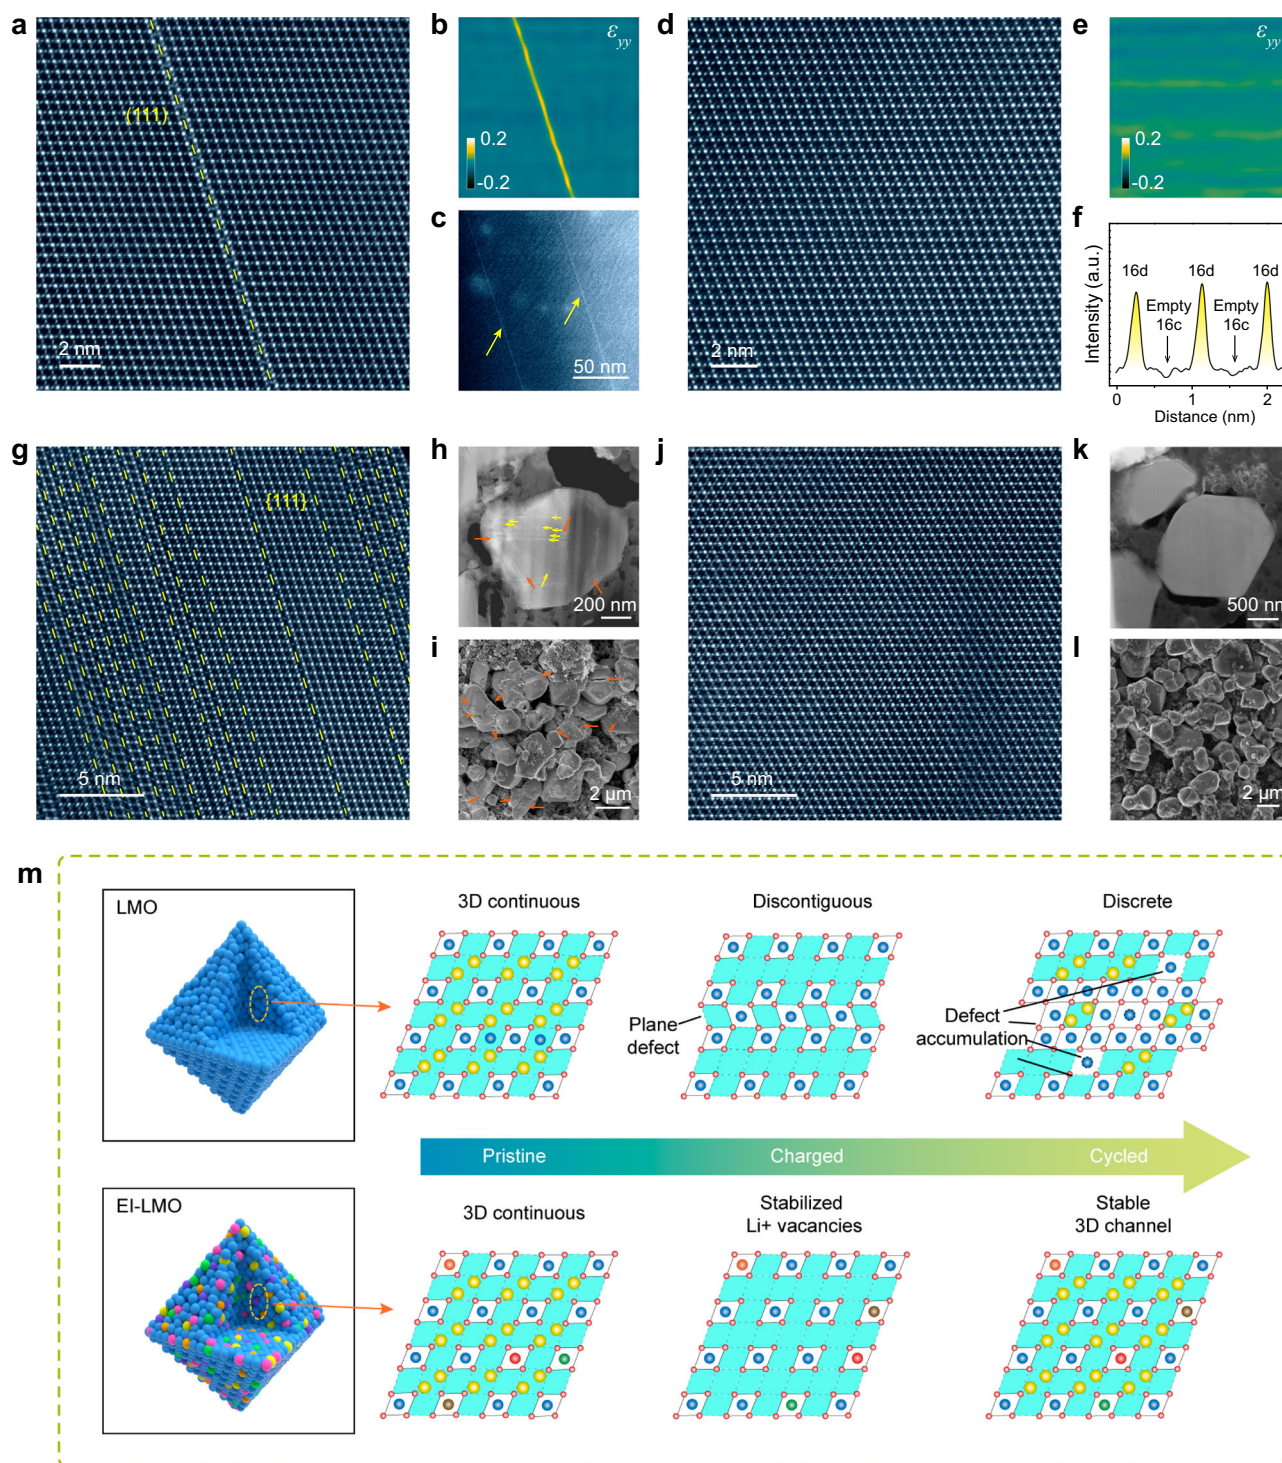 a
(111)
2 nm
b
εyy
0.2
-0.2
c
50 nm
d
2 nm
e
εyy
0.2
-0.2
f
Intensity (a.u.)
16d
16d
16d
Empty
16c
Empty
16c
0
1
2
Distance (nm)
g
{111}
5 nm
h
200 nm
i
2 μm
j
5 nm
k
500 nm
l
2 μm
m
LMO
3D continuous
Discontiguous
Discrete
Plane
defect
Defect
accumulation
Pristine
Charged
Cycled
EI-LMO
3D continuous
Stabilized
Li+ vacancies
Stable
3D channel